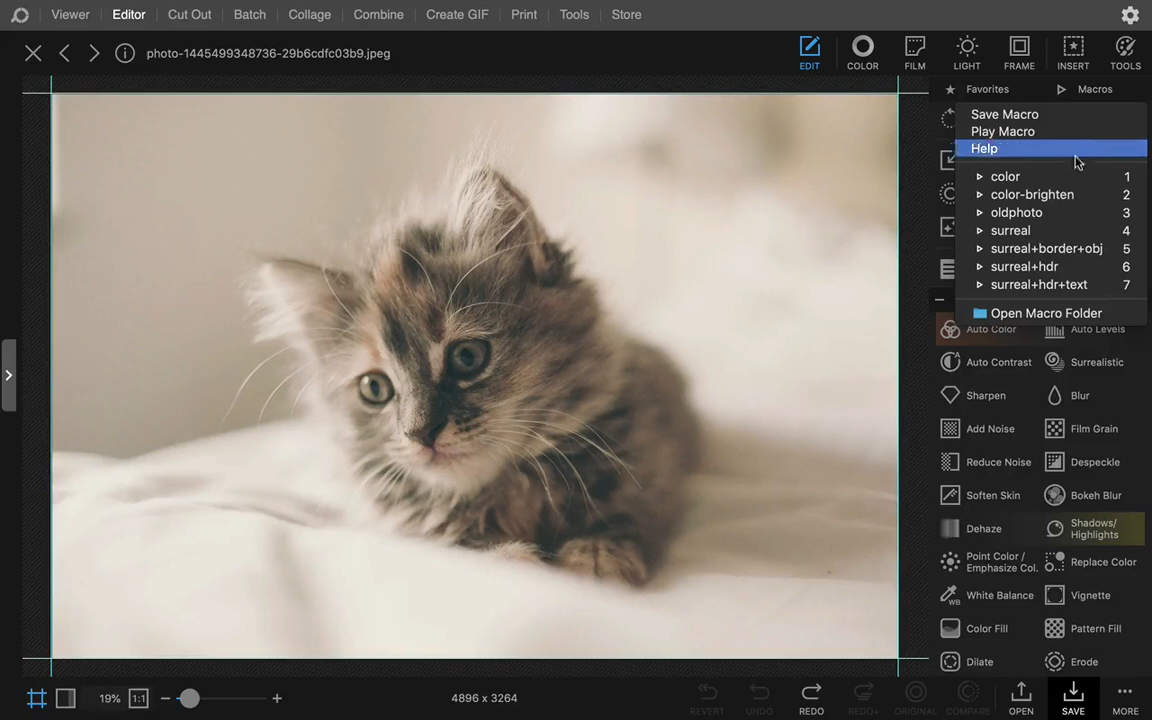 Viewer Editor Cut Out Batch Collage Combine Create GIF Print Tools Store
photo-1445499348736-29b6cdfc03b9.jpeg
EDIT COLOR FILM LIGHT FRAME INSERT TOOLS
Favorites Macros
Save Macro
Play Macro
Help
color 1
color-brighten 2
oldphoto 3
surreal 4
surreal+border+obj 5
surreal+hdr 6
surreal+hdr+text 7
Open Macro Folder
Auto Color Auto Levels
Auto Contrast Surrealistic
Sharpen Blur
Add Noise Film Grain
Reduce Noise Despeckle
Soften Skin Bokeh Blur
Dehaze Shadows/
Highlights
Point Color /
Emphasize Col. Replace Color
WB White Balance Vignette
Color Fill Pattern Fill
Dilate Erode
19% 1:1 4896 x 3264
REVERT UNDO REDO REDO+ ORIGINAL COMPARE OPEN SAVE MORE